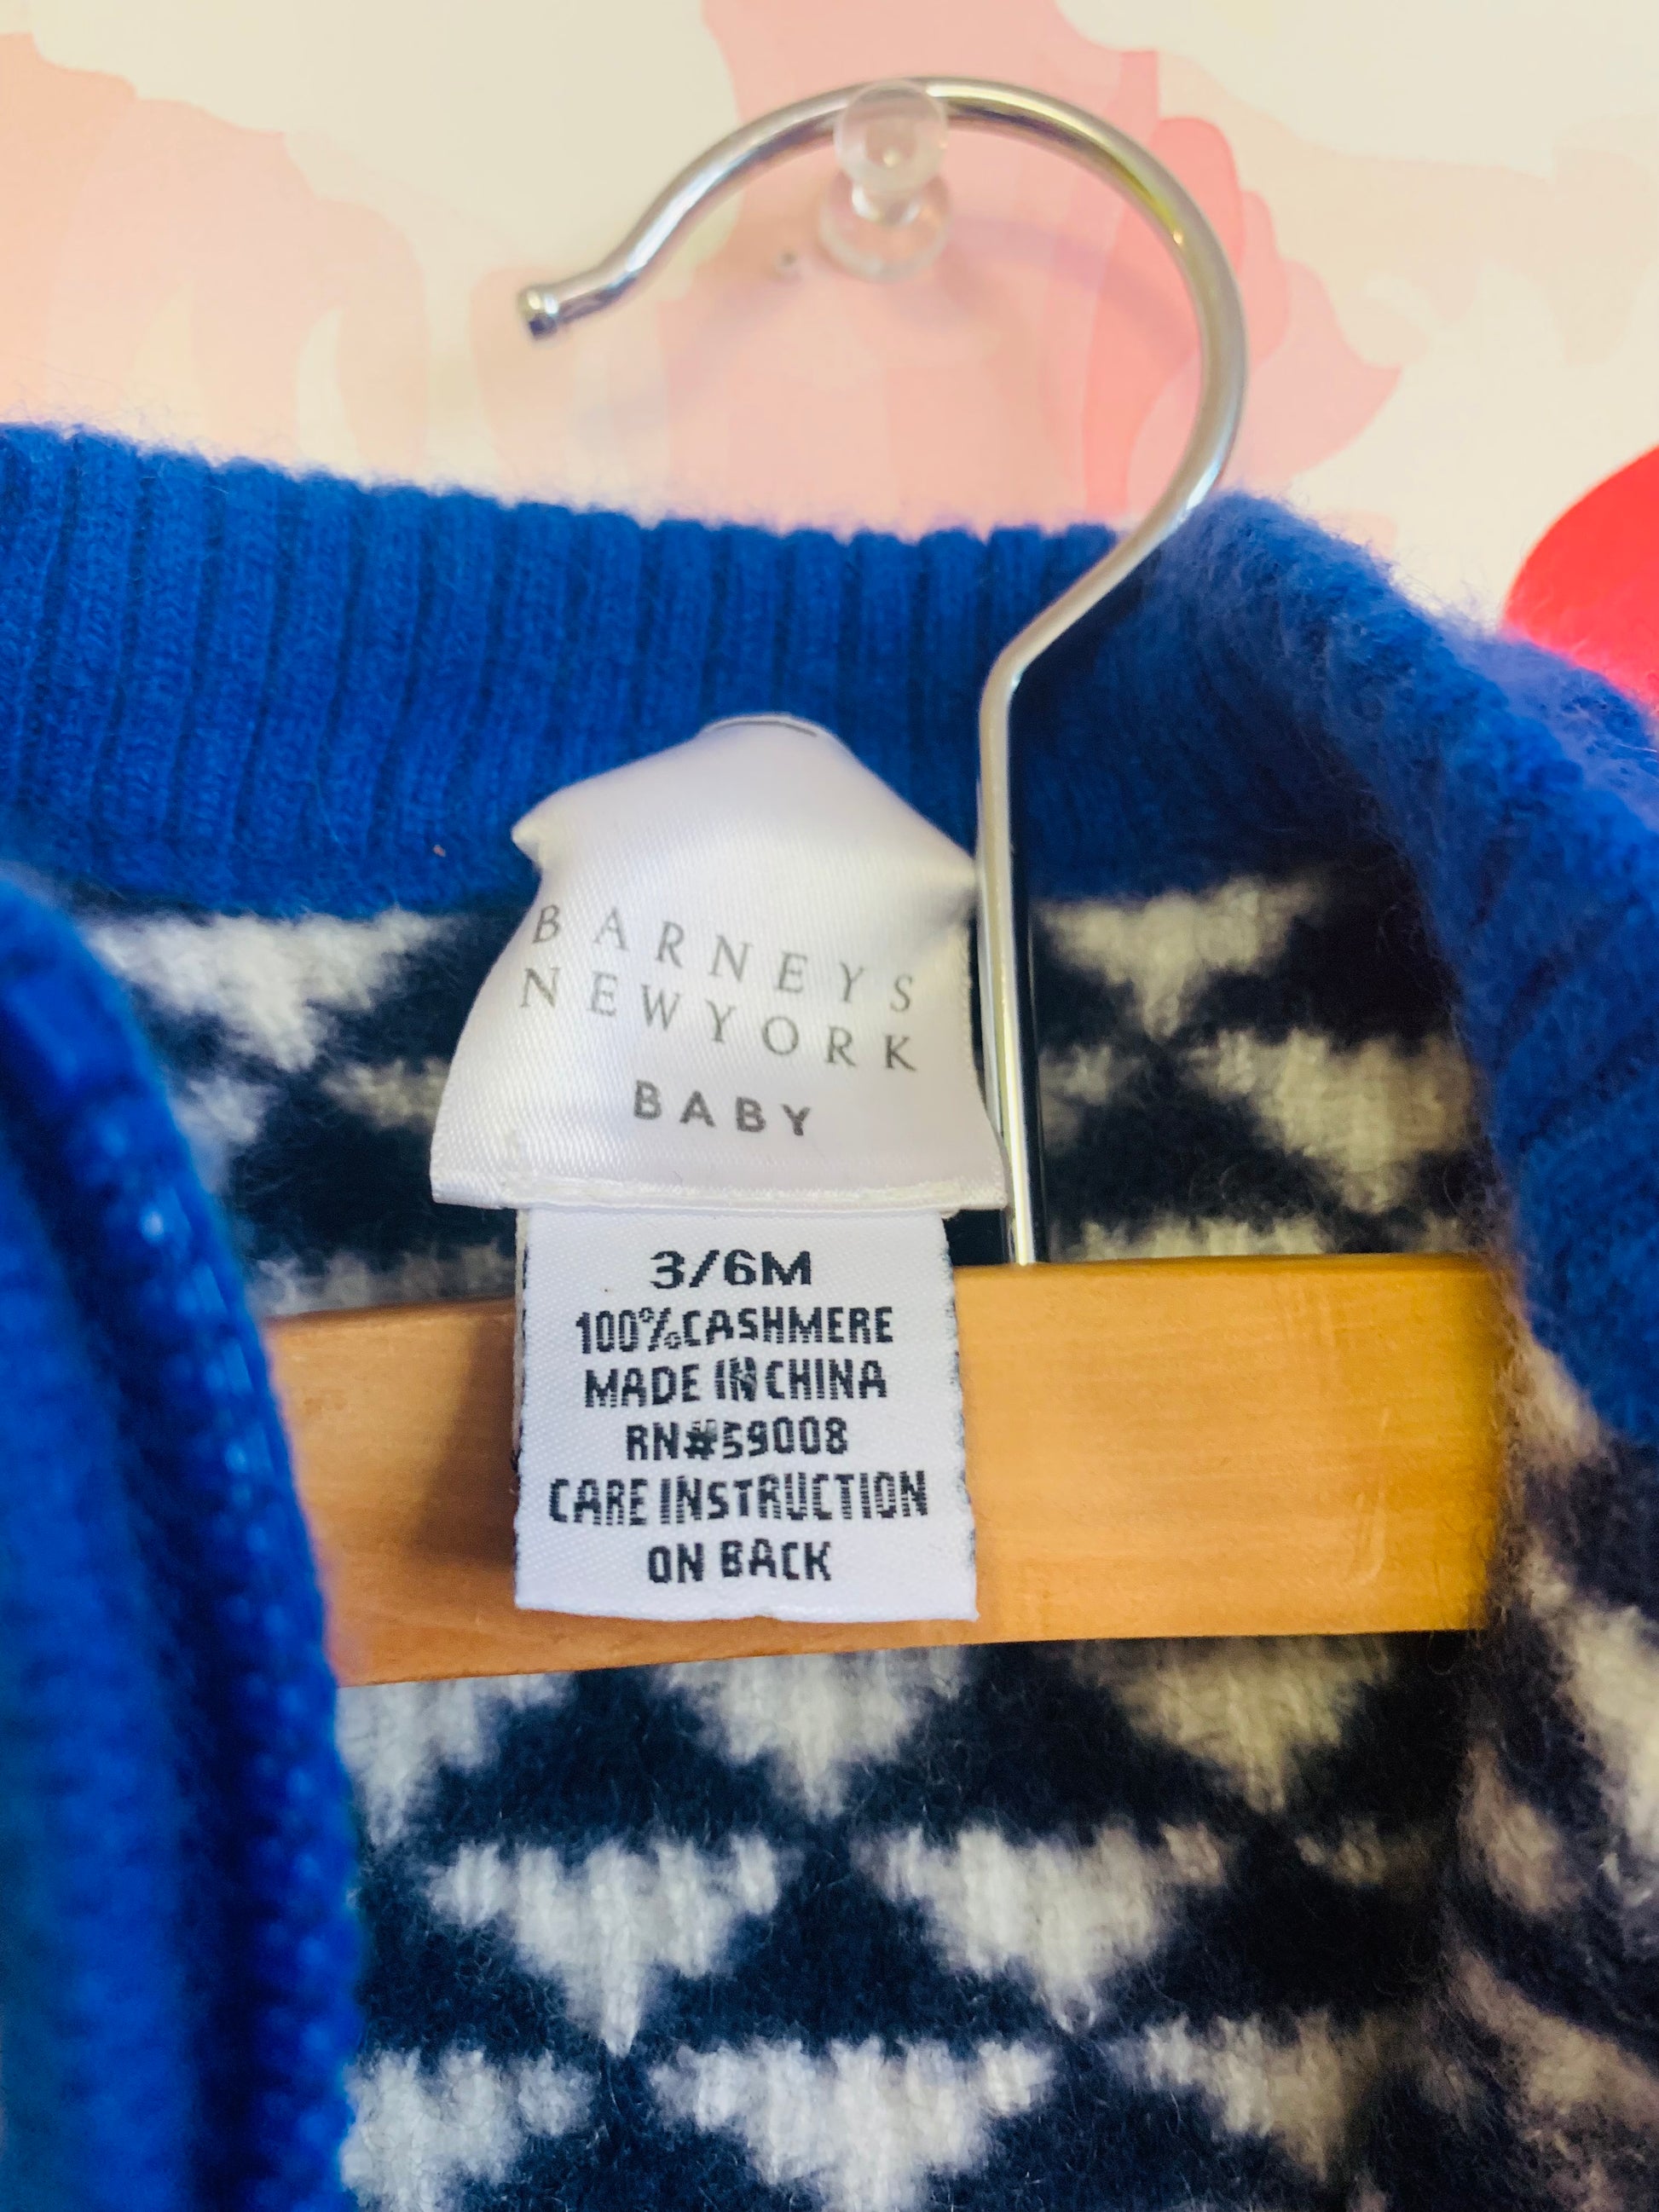 BARNEYS
NEWYORK
BABY
3/6M
100%CASHMERE
MADE IN CHINA
RN#59008
CARE INSTRUCTION
ON BACK